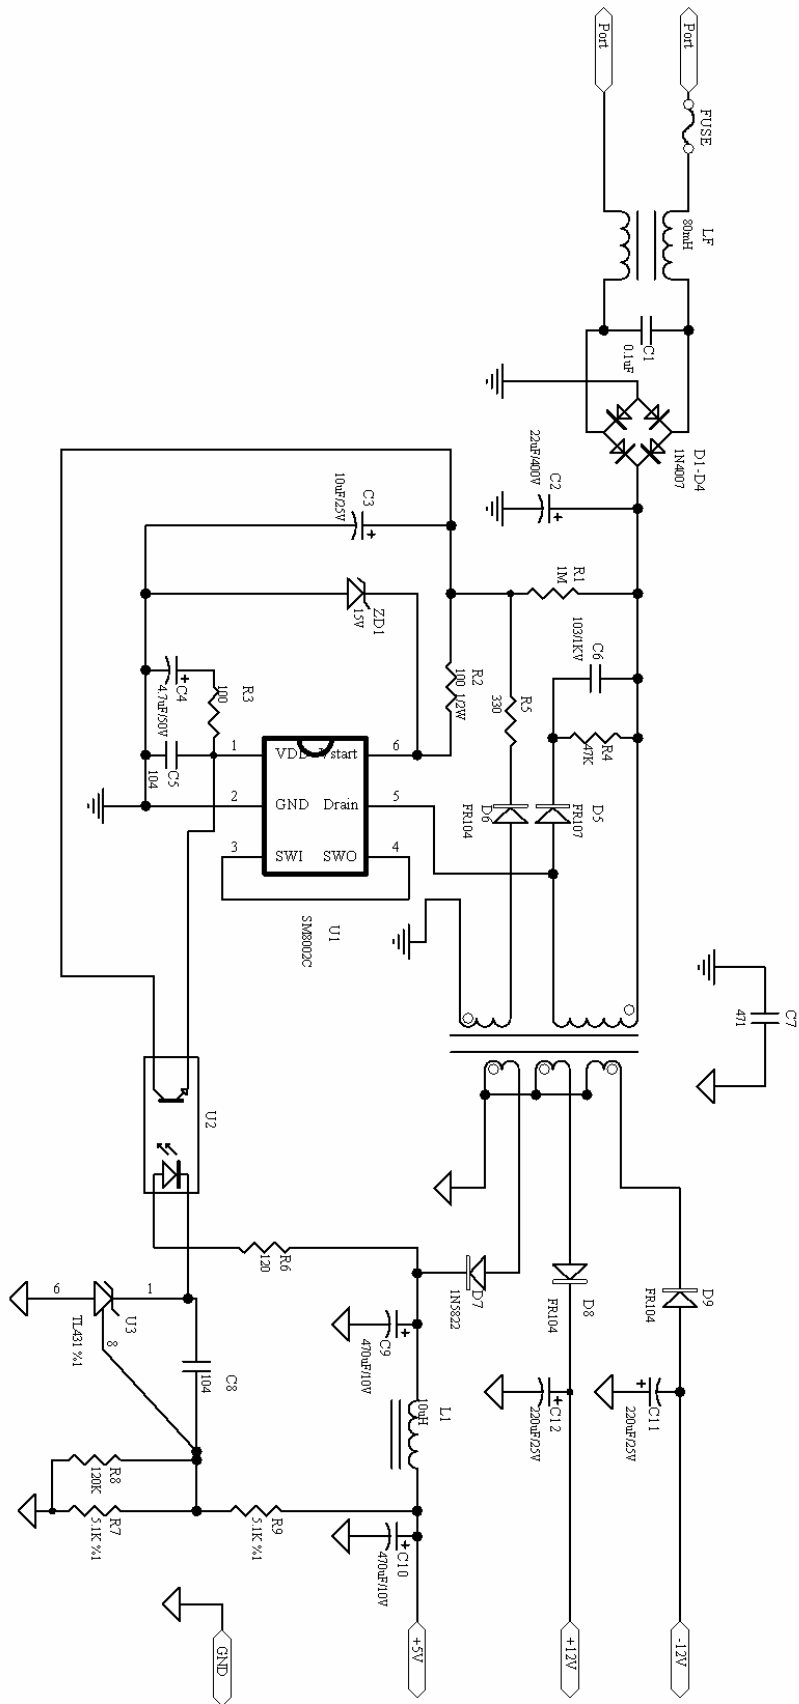 Port
Port
FUSE
LF
80mH
C1
0.1uF
D1-D4
1N4007
C2
22uF/400V
C3
10uF/25V
ZD1
15V
R1
1M
C6
103/1KV
R4
47K
R2
100 1/2W
R5
330
R3
100
C4
4.7uF/50V
C5
104
D5
FR107
D6
FR104
1
2
3
4
5
6
VDD
Vstart
GND
Drain
SWI
SWO
U1
SM8002C
C7
471
U2
R6
120
D7
1N5822
D8
FR104
D9
FR104
U3
TL431 %1
1
6
8
C8
104
C9
470uF/10V
L1
10uH
C10
470uF/10V
C12
220uF/25V
C11
220uF/25V
R8
120K
R7
5.1K %1
R9
5.1K %1
GND
+5V
+12V
-12V